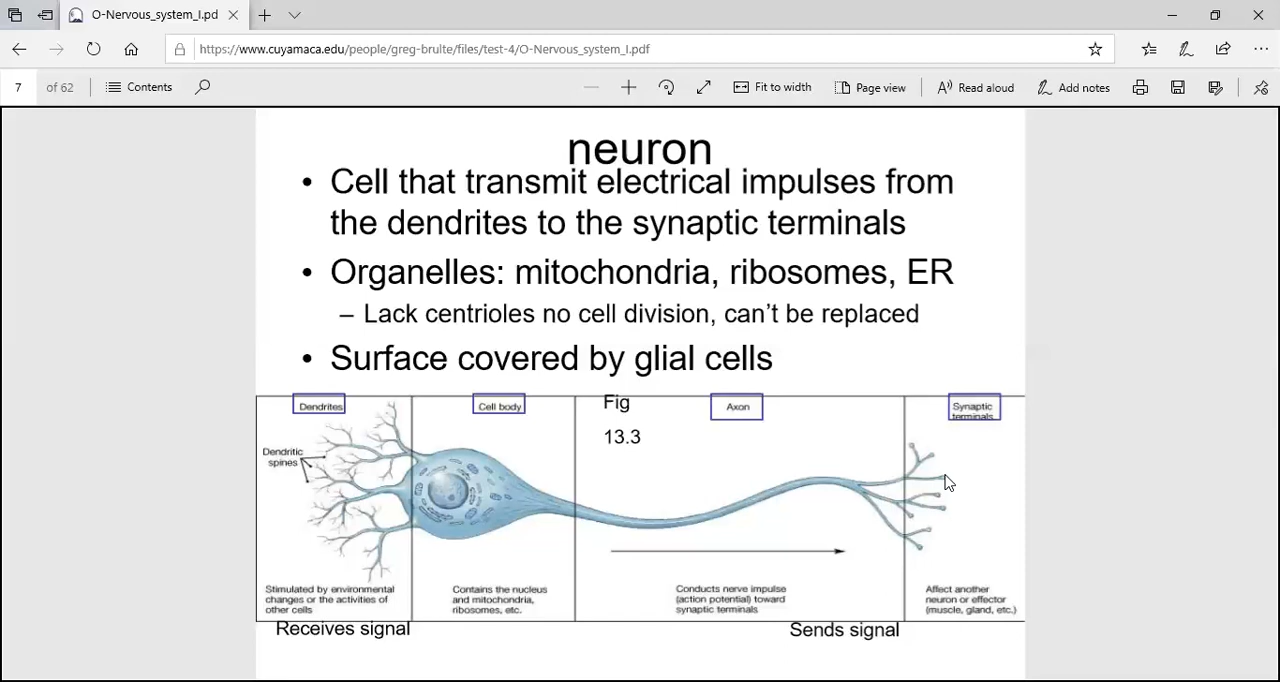 O-Nervous_system_I.pd
https://www.cuyamaca.edu/people/greg-brulte/files/test-4/O-Nervous_system_I.pdf
7 of 62 Contents Fit to width Page view Read aloud Add notes
neuron
• Cell that transmit electrical impulses from
the dendrites to the synaptic terminals
• Organelles: mitochondria, ribosomes, ER
– Lack centrioles no cell division, can't be replaced
• Surface covered by glial cells
Dendrites Cell body Fig Axon Synaptic
terminals
13.3
Dendritic
spines
Stimulated by environmental
changes or the activities of
other cells
Contains the nucleus
and mitochondria,
ribosomes, etc.
Conducts nerve impulse
(action potential) toward
synaptic terminals
Affect another
neuron or effector
(muscle, gland, etc.)
Receives signal Sends signal